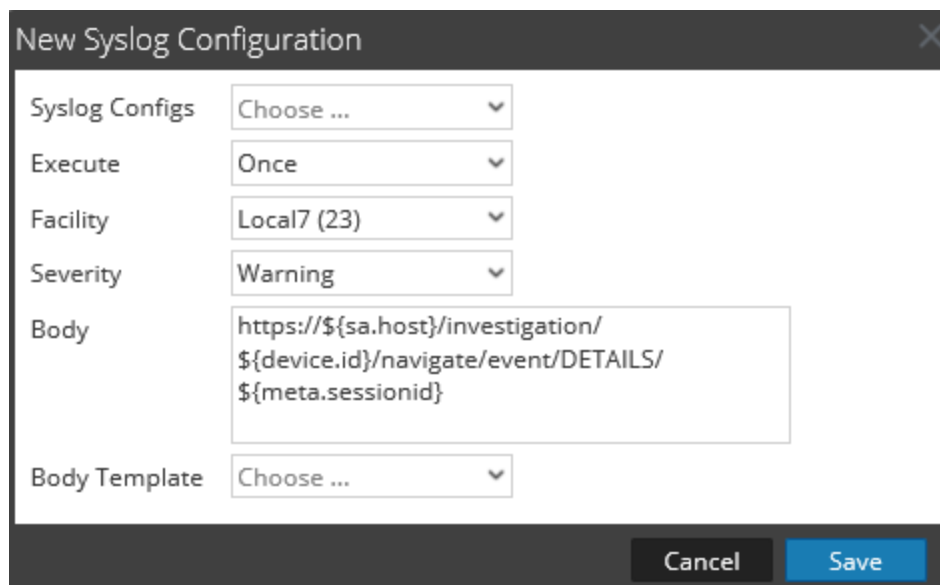 New Syslog Configuration
Syslog Configs Choose ...
Execute Once
Facility Local7 (23)
Severity Warning
Body https://${sa.host}/investigation/
${device.id}/navigate/event/DETAILS/
${meta.sessionid}
Body Template Choose ...
Cancel Save